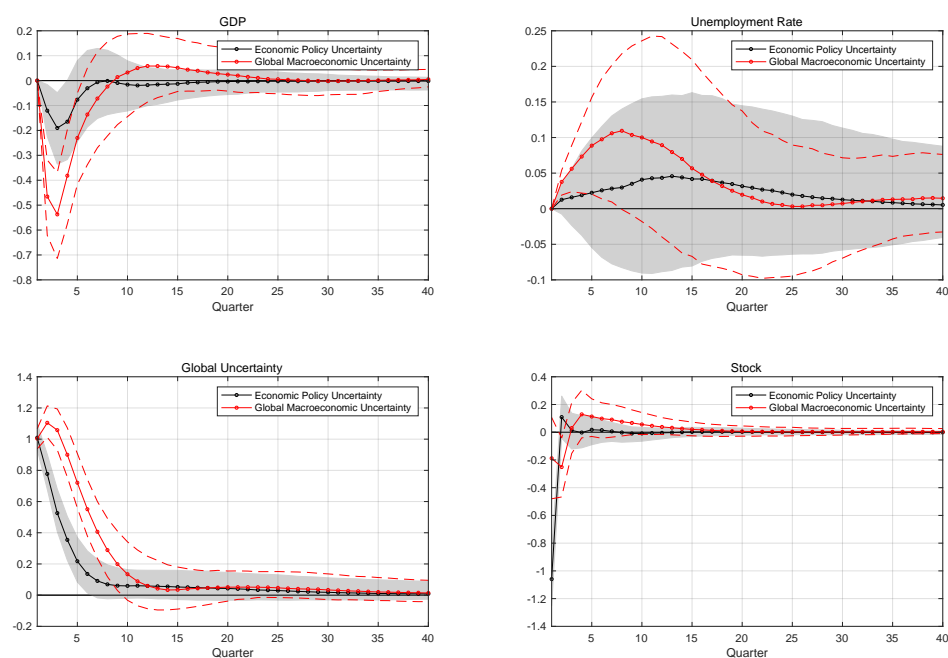 GDP
0.2
0.1
0
-0.1
-0.2
-0.3
-0.4
-0.5
-0.6
-0.7
-0.8
5 10 15 20 25 30 35 40
Quarter
Economic Policy Uncertainty
Global Macroeconomic Uncertainty
Unemployment Rate
0.25
0.2
0.15
0.1
0.05
0
-0.05
-0.1
5 10 15 20 25 30 35 40
Quarter
Economic Policy Uncertainty
Global Macroeconomic Uncertainty
Global Uncertainty
1.4
1.2
1
0.8
0.6
0.4
0.2
0
-0.2
5 10 15 20 25 30 35 40
Quarter
Economic Policy Uncertainty
Global Macroeconomic Uncertainty
Stock
0.4
0.2
0
-0.2
-0.4
-0.6
-0.8
-1
-1.2
-1.4
5 10 15 20 25 30 35 40
Quarter
Economic Policy Uncertainty
Global Macroeconomic Uncertainty